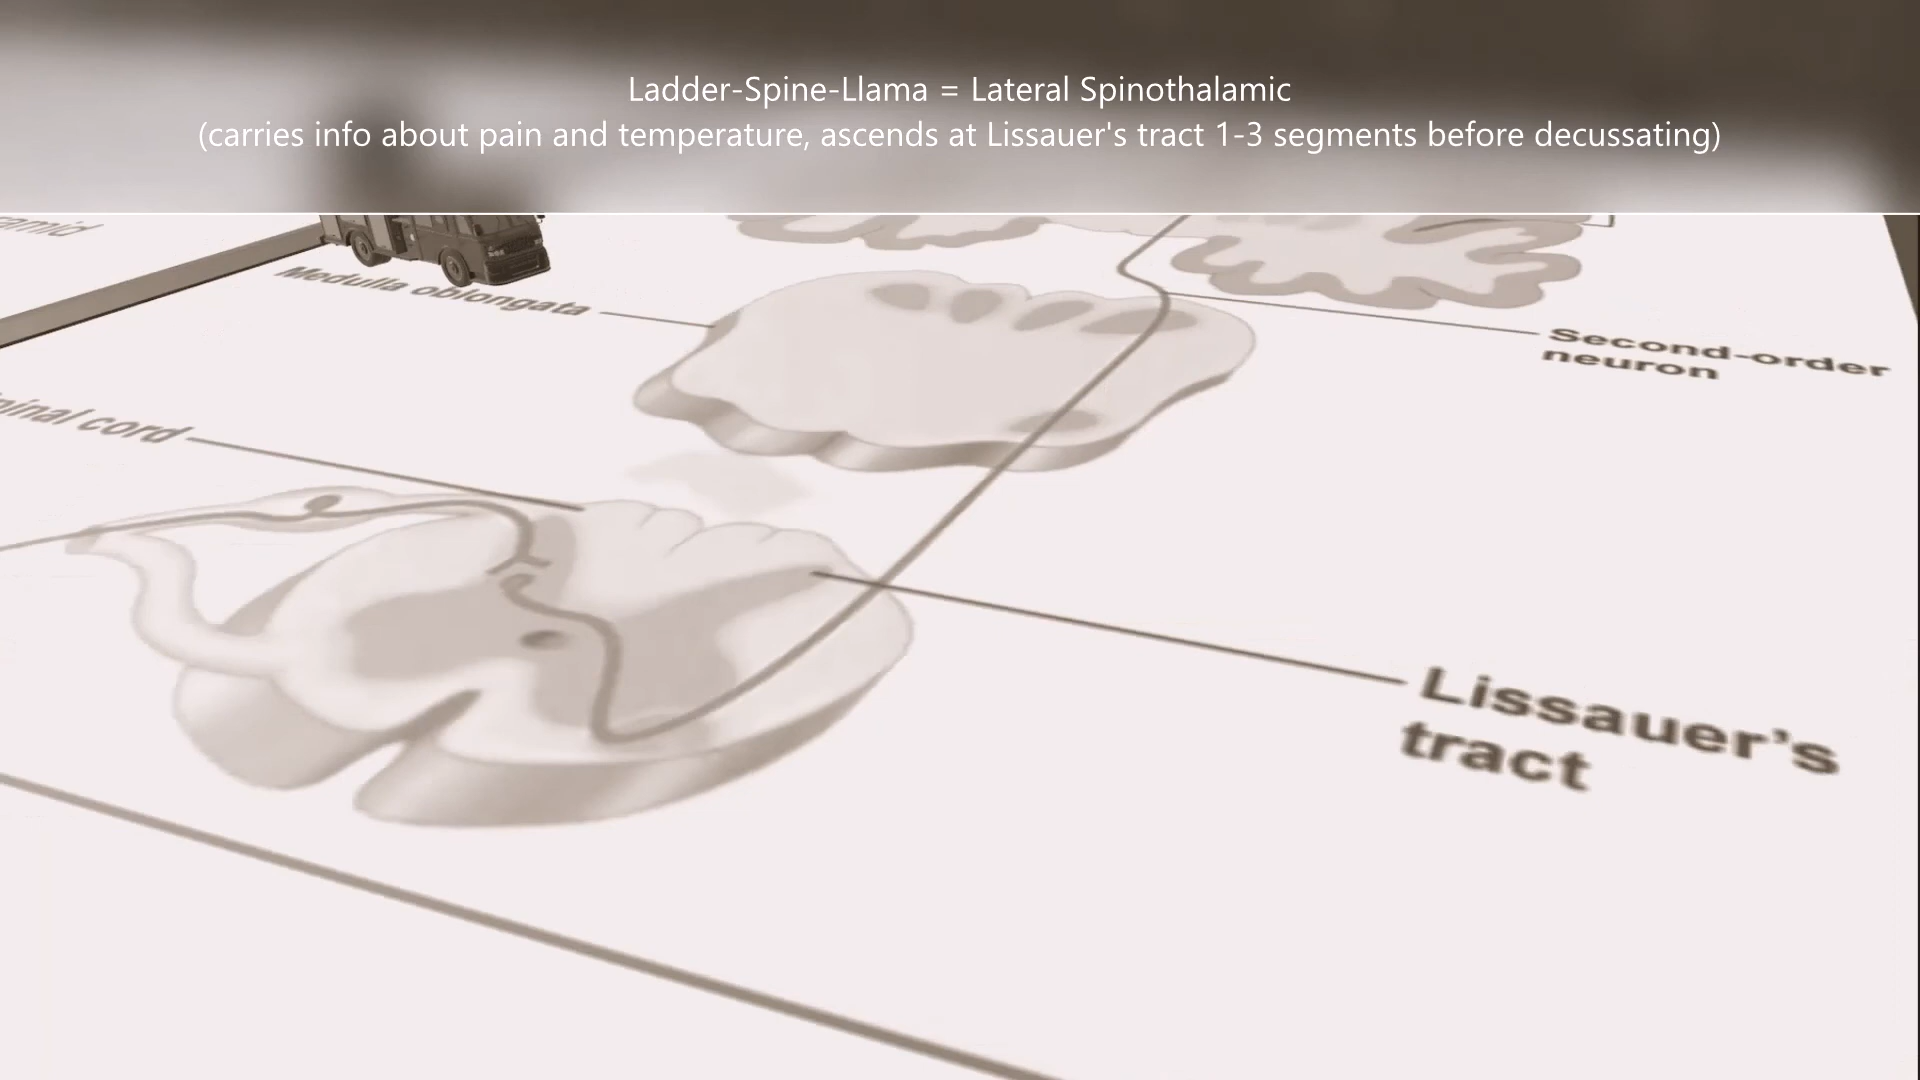 Ladder-Spine-Llama = Lateral Spinothalamic
(carries info about pain and temperature, ascends at Lissauer's tract 1-3 segments before decussating)
Medulla oblongata
Second-order
neuron
cord
Lissauer's
tract